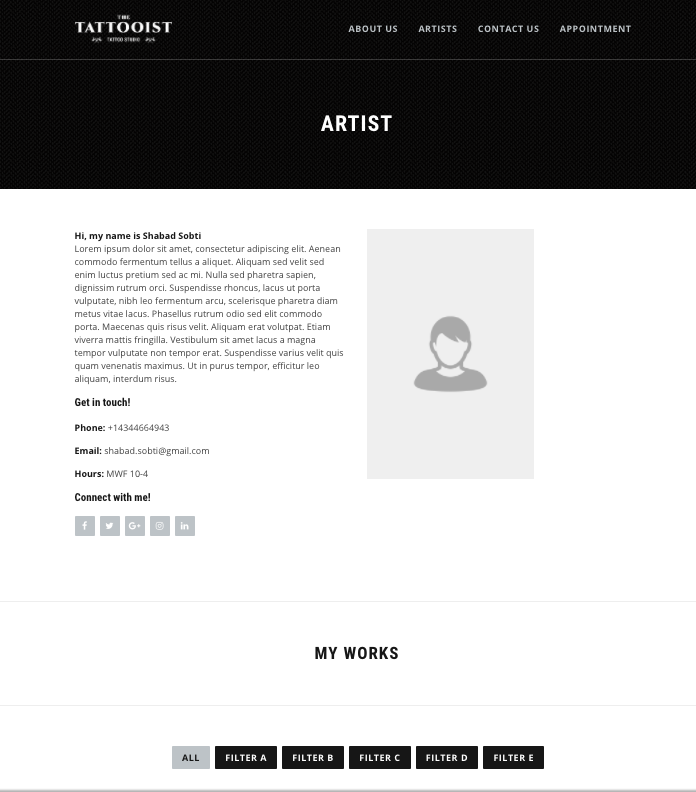 THE
TATTOOIST
TATTOO STUDIO
ABOUT US ARTISTS CONTACT US APPOINTMENT
ARTIST
Hi, my name is Shabad Sobti
Lorem ipsum dolor sit amet, consectetur adipiscing elit. Aenean
commodo fermentum tellus a aliquet. Aliquam sed velit sed
enim luctus pretium sed ac mi. Nulla sed pharetra sapien,
dignissim rutrum orci. Suspendisse rhoncus, lacus ut porta
vulputate, nibh leo fermentum arcu, scelerisque pharetra diam
metus vitae lacus. Phasellus rutrum odio sed elit commodo
porta. Maecenas quis risus velit. Aliquam erat volutpat. Etiam
viverra mattis fringilla. Vestibulum sit amet lacus a magna
tempor vulputate non tempor erat. Suspendisse varius velit quis
quam venenatis maximus. Ut in purus tempor, efficitur leo
aliquam, interdum risus.
Get in touch!
Phone: +14344664943
Email: shabad.sobti@gmail.com
Hours: MWF 10-4
Connect with me!
MY WORKS
ALL FILTER A FILTER B FILTER C FILTER D FILTER E